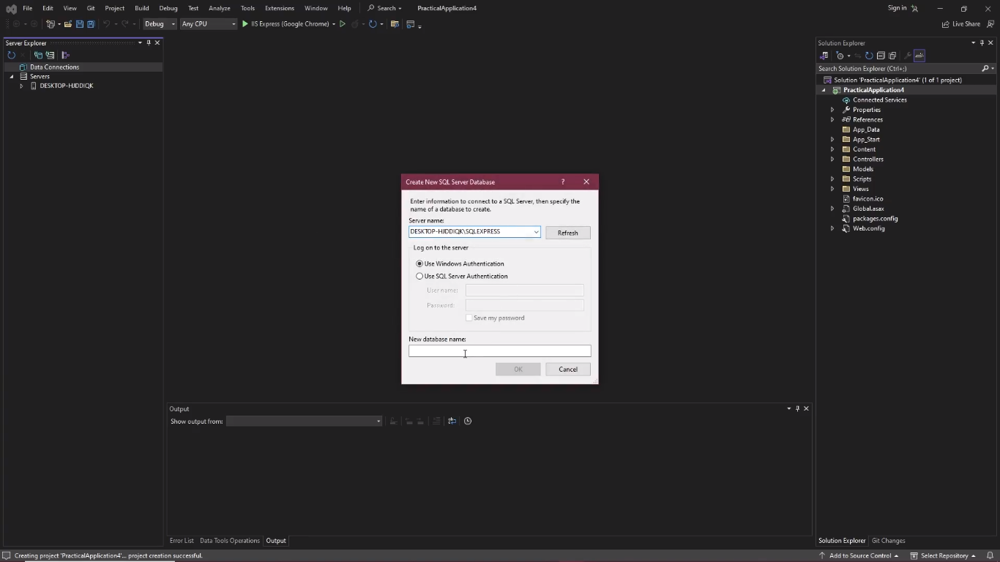 File Edit View Git Project Build Debug Test Analyze Tools Extensions Window Help Search PracticalApplication4 Sign in
Debug Any CPU IIS Express (Google Chrome) Live Share
Server Explorer
Data Connections
Servers
DESKTOP-HJDDIQK
Create New SQL Server Database ?
Enter information to connect to a SQL Server, then specify the
name of a database to create.
Server name:
DESKTOP-HJDDIQK\SQLEXPRESS Refresh
Log on to the server
Use Windows Authentication
Use SQL Server Authentication
User name:
Password:
Save my password
New database name:
OK Cancel
Solution Explorer
Search Solution Explorer (Ctrl+;)
Solution 'PracticalApplication4' (1 of 1 project)
PracticalApplication4
Connected Services
Properties
References
App_Data
App_Start
Content
Controllers
Models
Scripts
Views
favicon.ico
Global.asax
packages.config
Web.config
Output
Show output from:
Error List Data Tools Operations Output
Solution Explorer Git Changes
Creating project 'PracticalApplication4'... project creation successful. Add to Source Control Select Repository